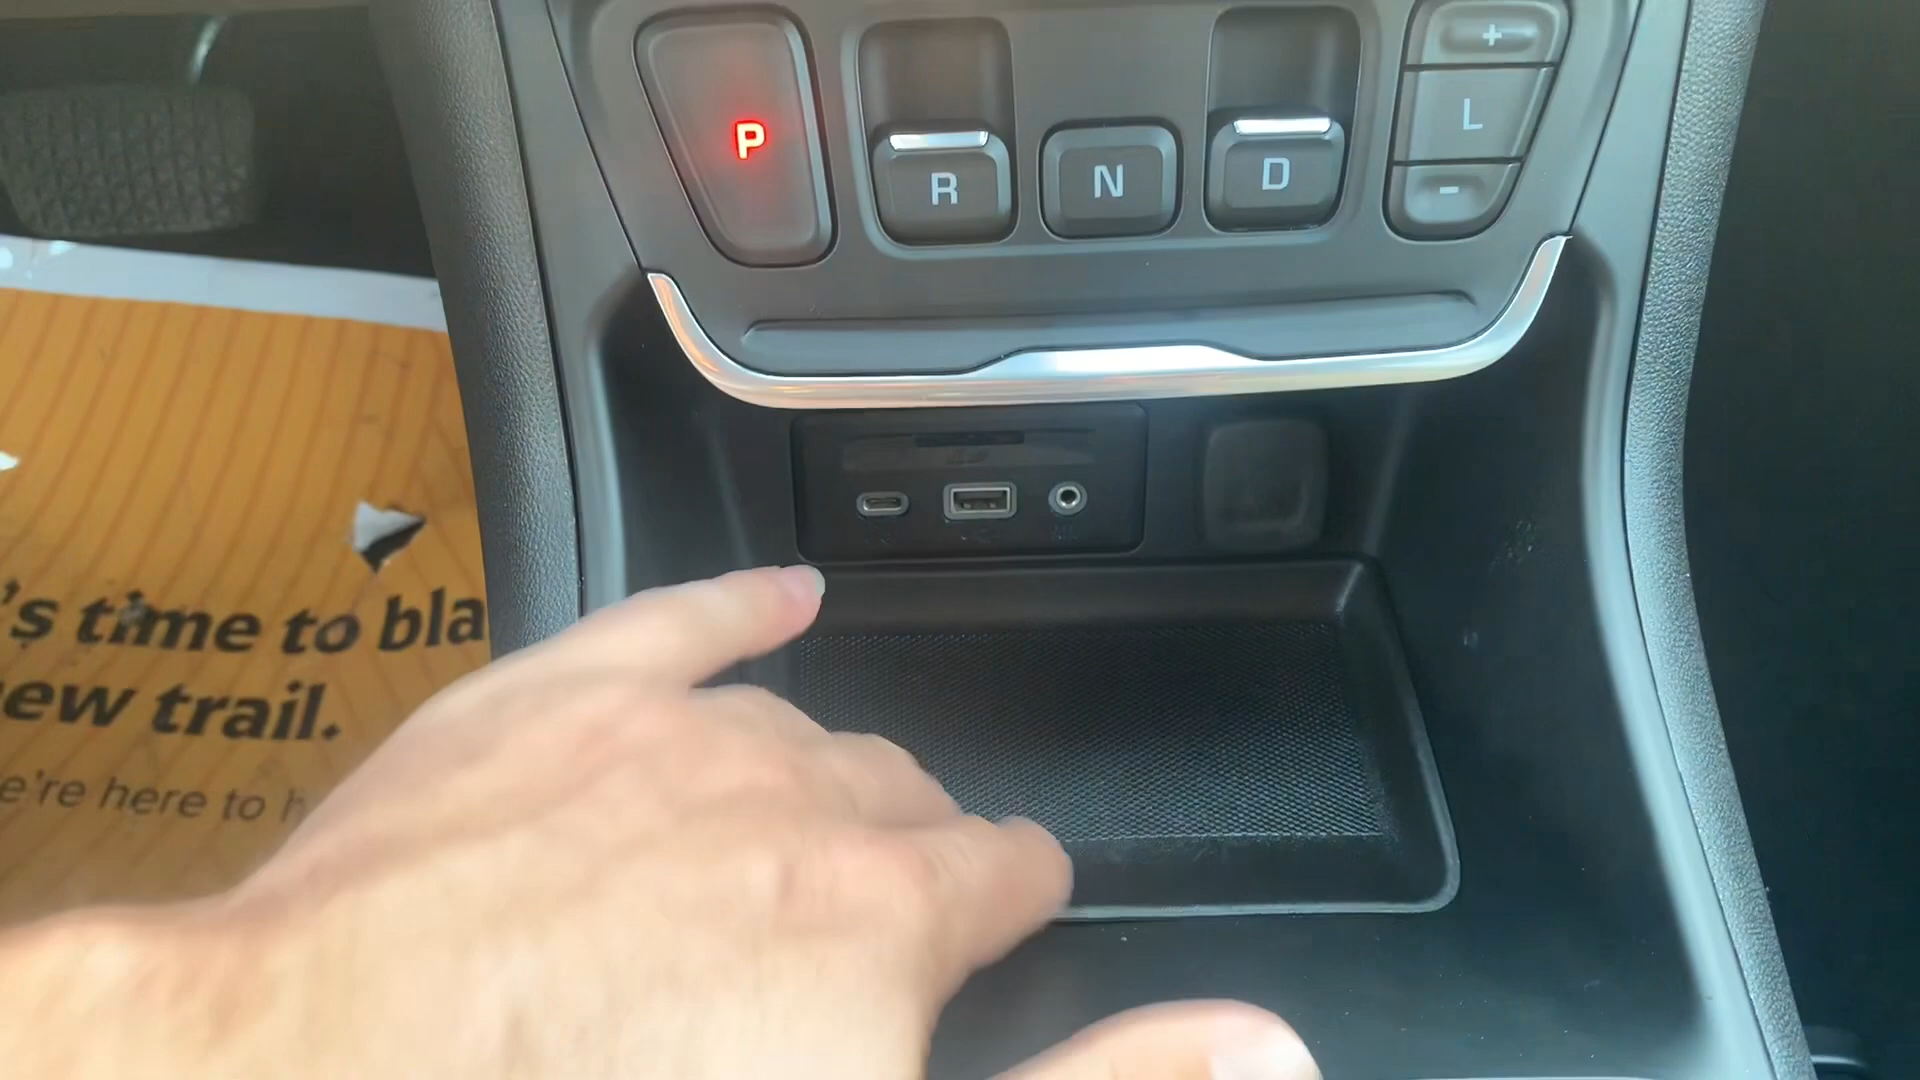 P R N D + L -
's time to bla
ew trail.
e're here to h